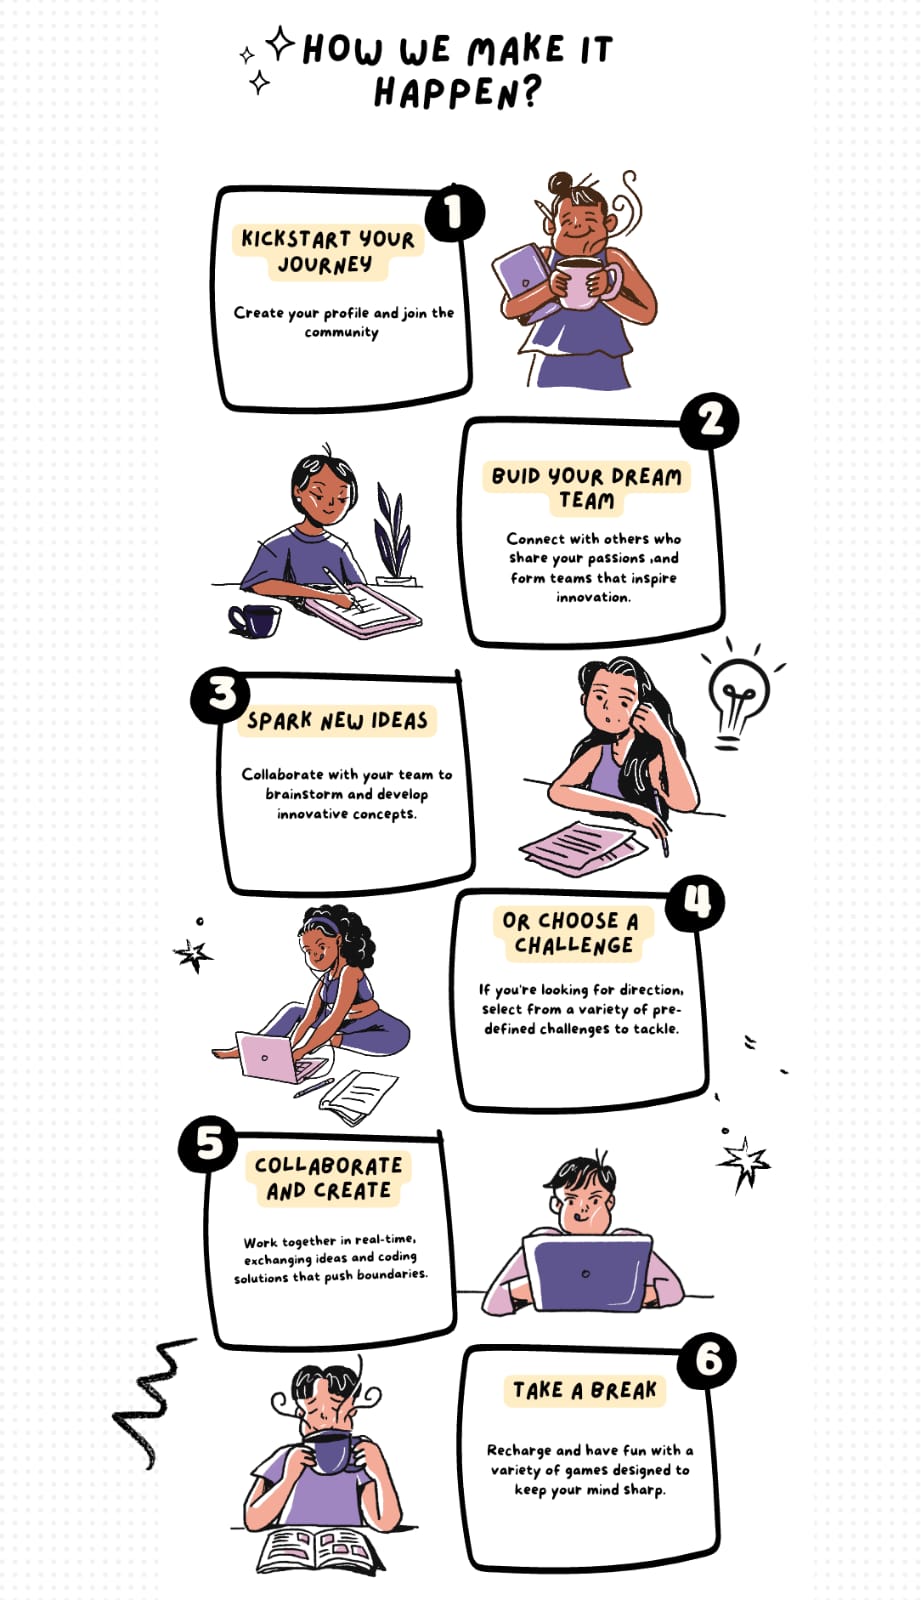 HOW WE MAKE IT
HAPPEN?
1
KICKSTART YOUR
JOURNEY
Create your profile and join the
community
2
BUID YOUR DREAM
TEAM
Connect with others who
share your passions ,and
form teams that inspire
innovation.
3
SPARK NEW IDEAS
Collaborate with your team to
brainstorm and develop
innovative concepts.
4
OR CHOOSE A
CHALLENGE
If you're looking for direction,
select from a variety of pre-
defined challenges to tackle.
5
COLLABORATE
AND CREATE
Work together in real-time,
exchanging ideas and coding
solutions that push boundaries.
6
TAKE A BREAK
Recharge and have fun with a
variety of games designed to
keep your mind sharp.